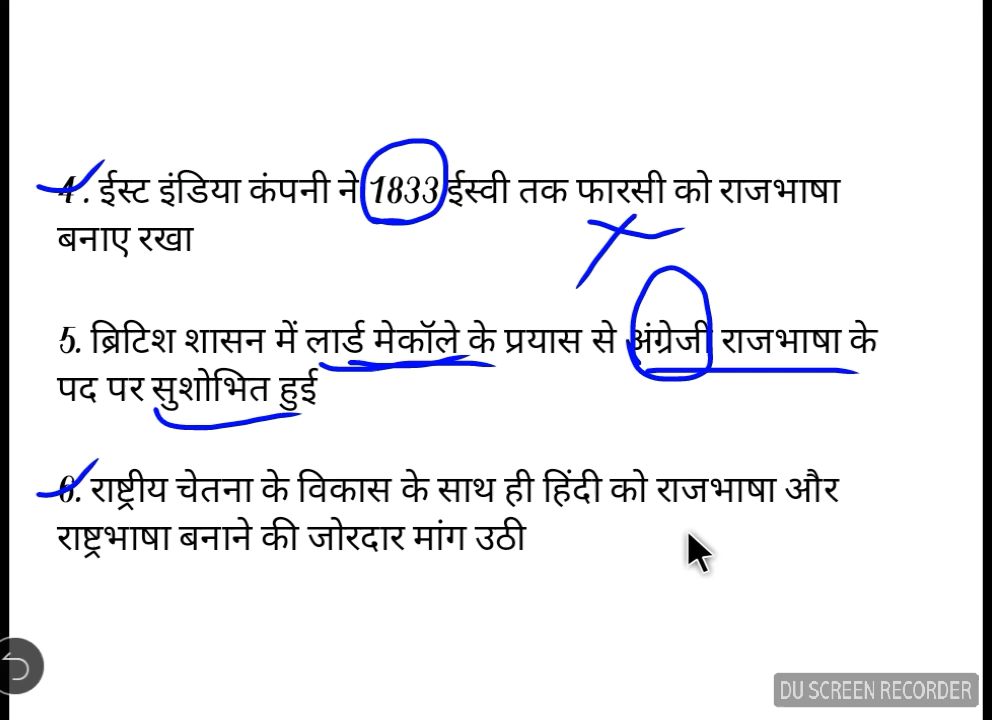 4. ईस्ट इंडिया कंपनी ने 1833 ईस्वी तक फारसी को राजभाषा
बनाए रखा
5. ब्रिटिश शासन में लार्ड मेकॉले के प्रयास से अंग्रेजी राजभाषा के
पद पर सुशोभित हुई
6. राष्ट्रीय चेतना के विकास के साथ ही हिंदी को राजभाषा और
राष्ट्रभाषा बनाने की जोरदार मांग उठी
DU SCREEN RECORDER